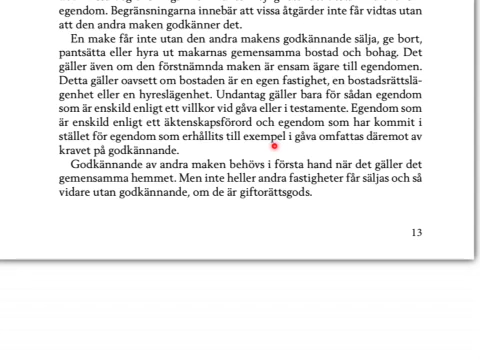 egendom. Begränsningarna innebär att vissa åtgärder inte får vidtas utan
att den andra maken godkänner det.
En make får inte utan den andra makens godkännande sälja, ge bort,
pantsätta eller hyra ut makarnas gemensamma bostad och bohag. Det
gäller även om den förstnämnda maken är ensam ägare till egendomen.
Detta gäller oavsett om bostaden är en egen fastighet, en bostadsrättslä-
genhet eller en hyreslägenhet. Undantag gäller bara för sådan egendom
som är enskild enligt ett villkor vid gåva eller i testamente. Egendom som
är enskild enligt ett äktenskapsförord och egendom som har kommit i
stället för egendom som erhållits till exempel i gåva omfattas däremot av
kravet på godkännande.
Godkännande av andra maken behövs i första hand när det gäller det
gemensamma hemmet. Men inte heller andra fastigheter får säljas och så
vidare utan godkännande, om de är giftorättsgods.
13